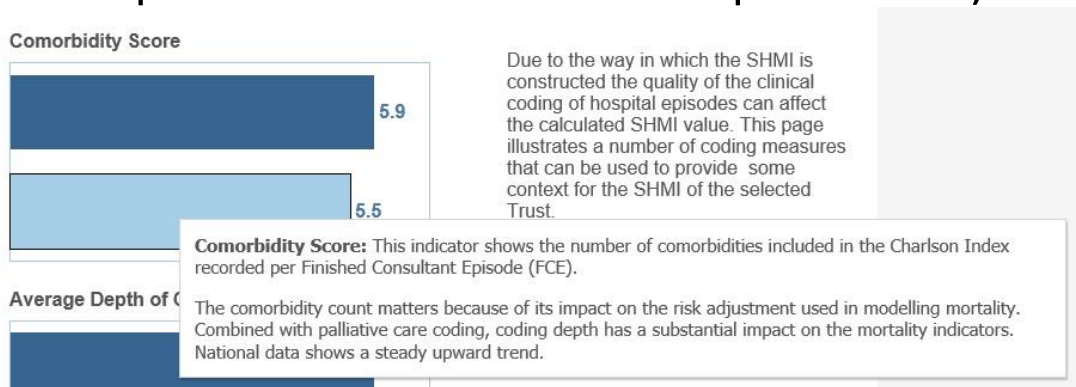 Comorbidity Score
5.9
5.5
Due to the way in which the SHMI is
constructed the quality of the clinical
coding of hospital episodes can affect
the calculated SHMI value. This page
illustrates a number of coding measures
that can be used to provide some
context for the SHMI of the selected
Trust.
Comorbidity Score: This indicator shows the number of comorbidities included in the Charlson Index
recorded per Finished Consultant Episode (FCE).
The comorbidity count matters because of its impact on the risk adjustment used in modelling mortality.
Combined with palliative care coding, coding depth has a substantial impact on the mortality indicators.
National data shows a steady upward trend.
Average Depth of